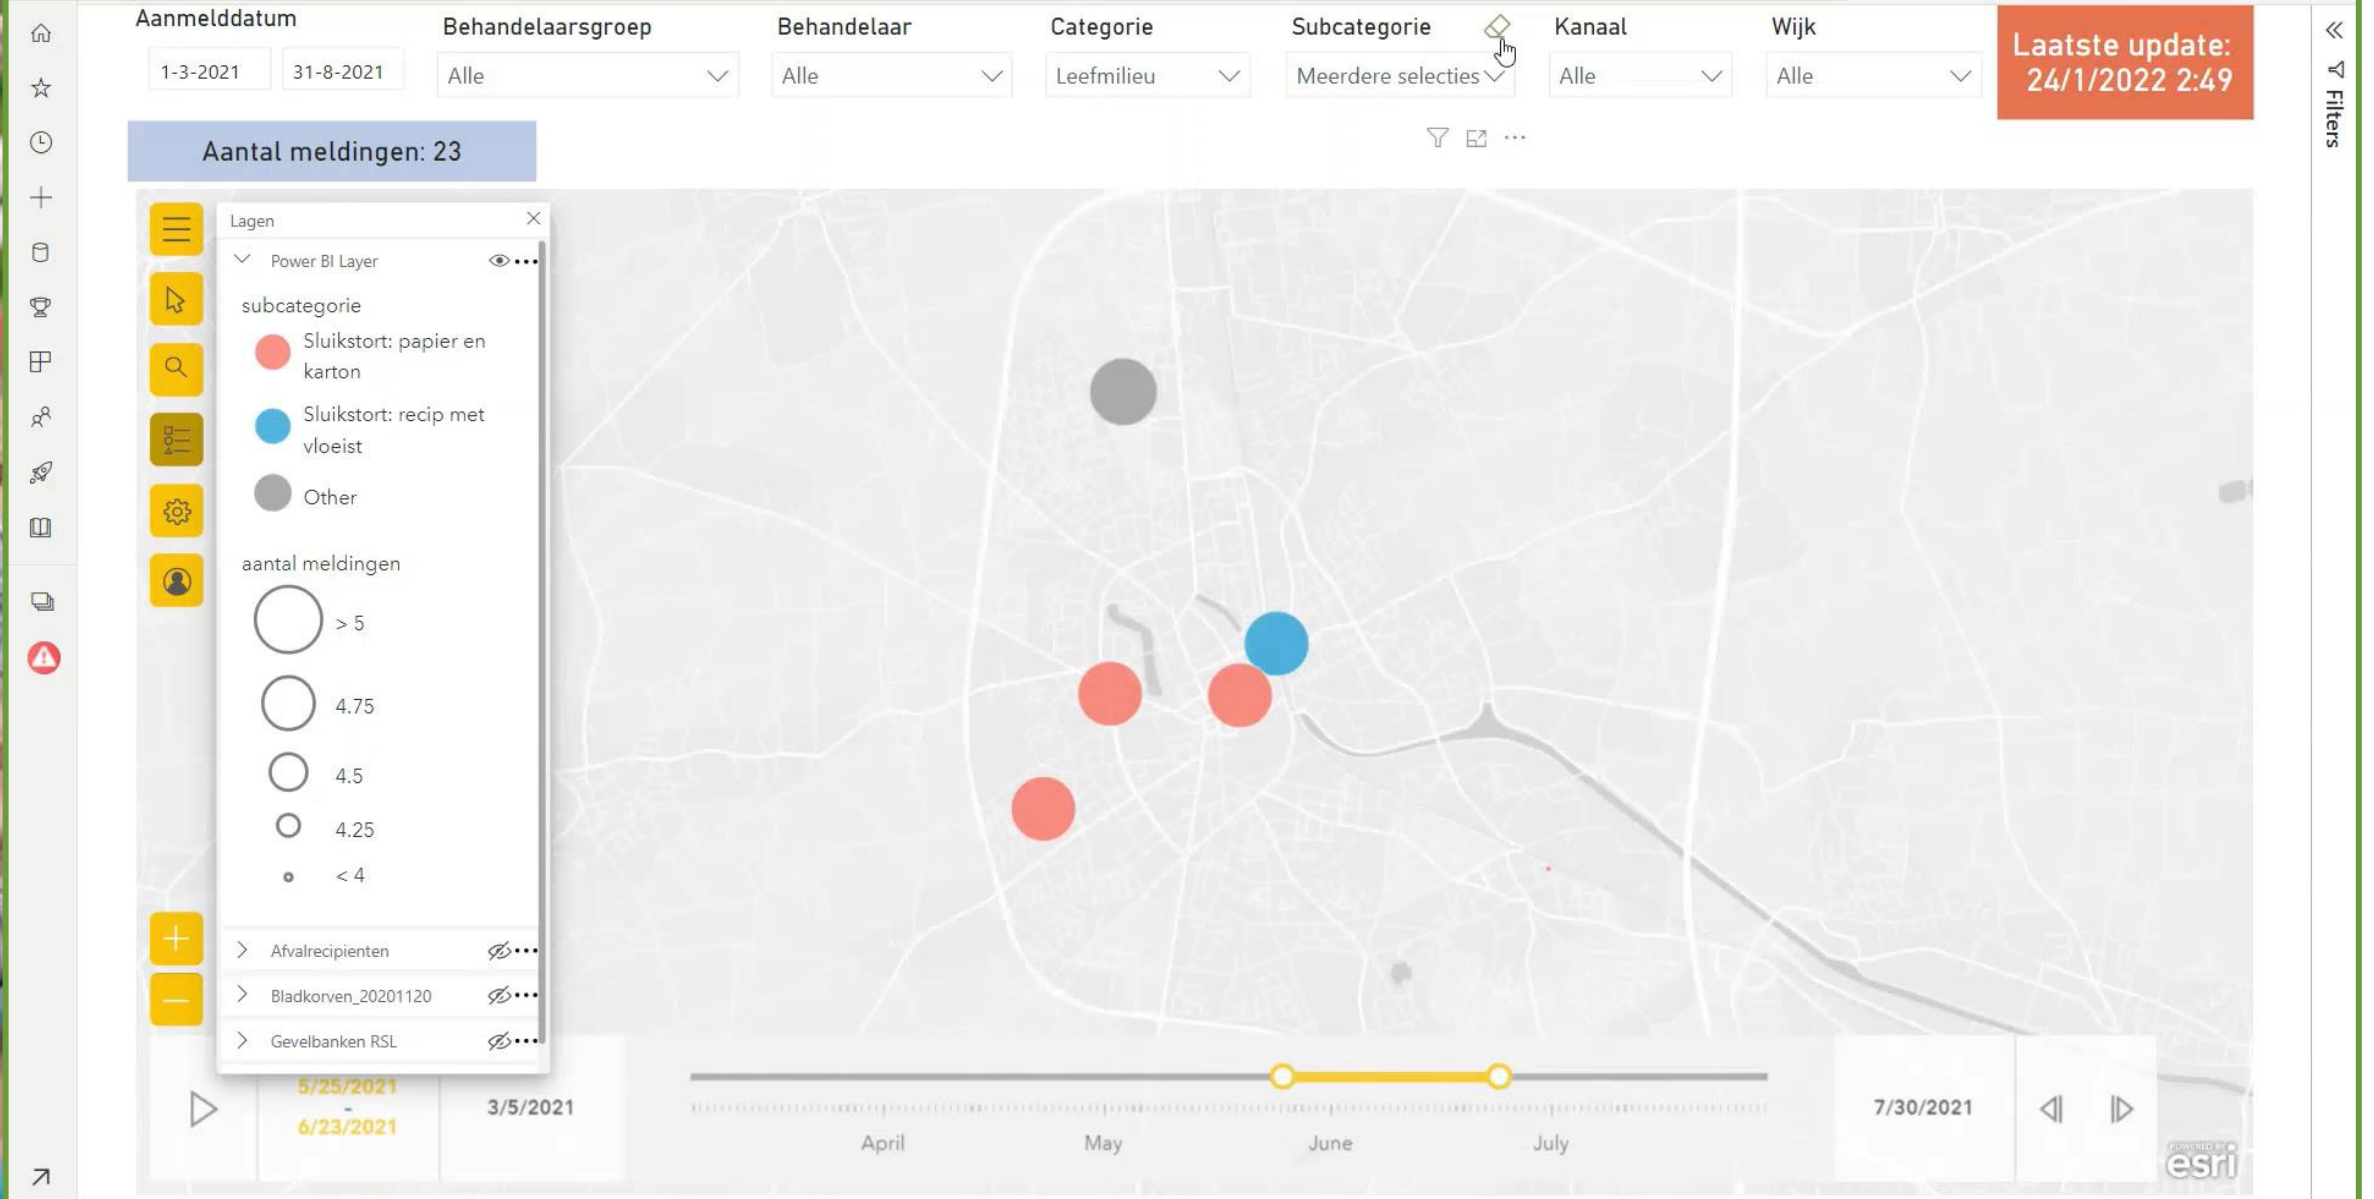 Aanmelddatum
1-3-2021
31-8-2021
Behandelaarsgroep
Alle
Behandelaar
Alle
Categorie
Leefmilieu
Subcategorie
Meerdere selecties
Kanaal
Alle
Wijk
Alle
Laatste update:
24/1/2022 2:49
Filters
Aantal meldingen: 23
Lagen
Power BI Layer
subcategorie
Sluikstort: papier en
karton
Sluikstort: recip met
vloeist
Other
aantal meldingen
> 5
4.75
4.5
4.25
< 4
Afvalrecipienten
Bladkorven_20201120
Gevelbanken RSL
5/25/2021
-
6/23/2021
3/5/2021
April
May
June
July
7/30/2021
POWERED BY
esri